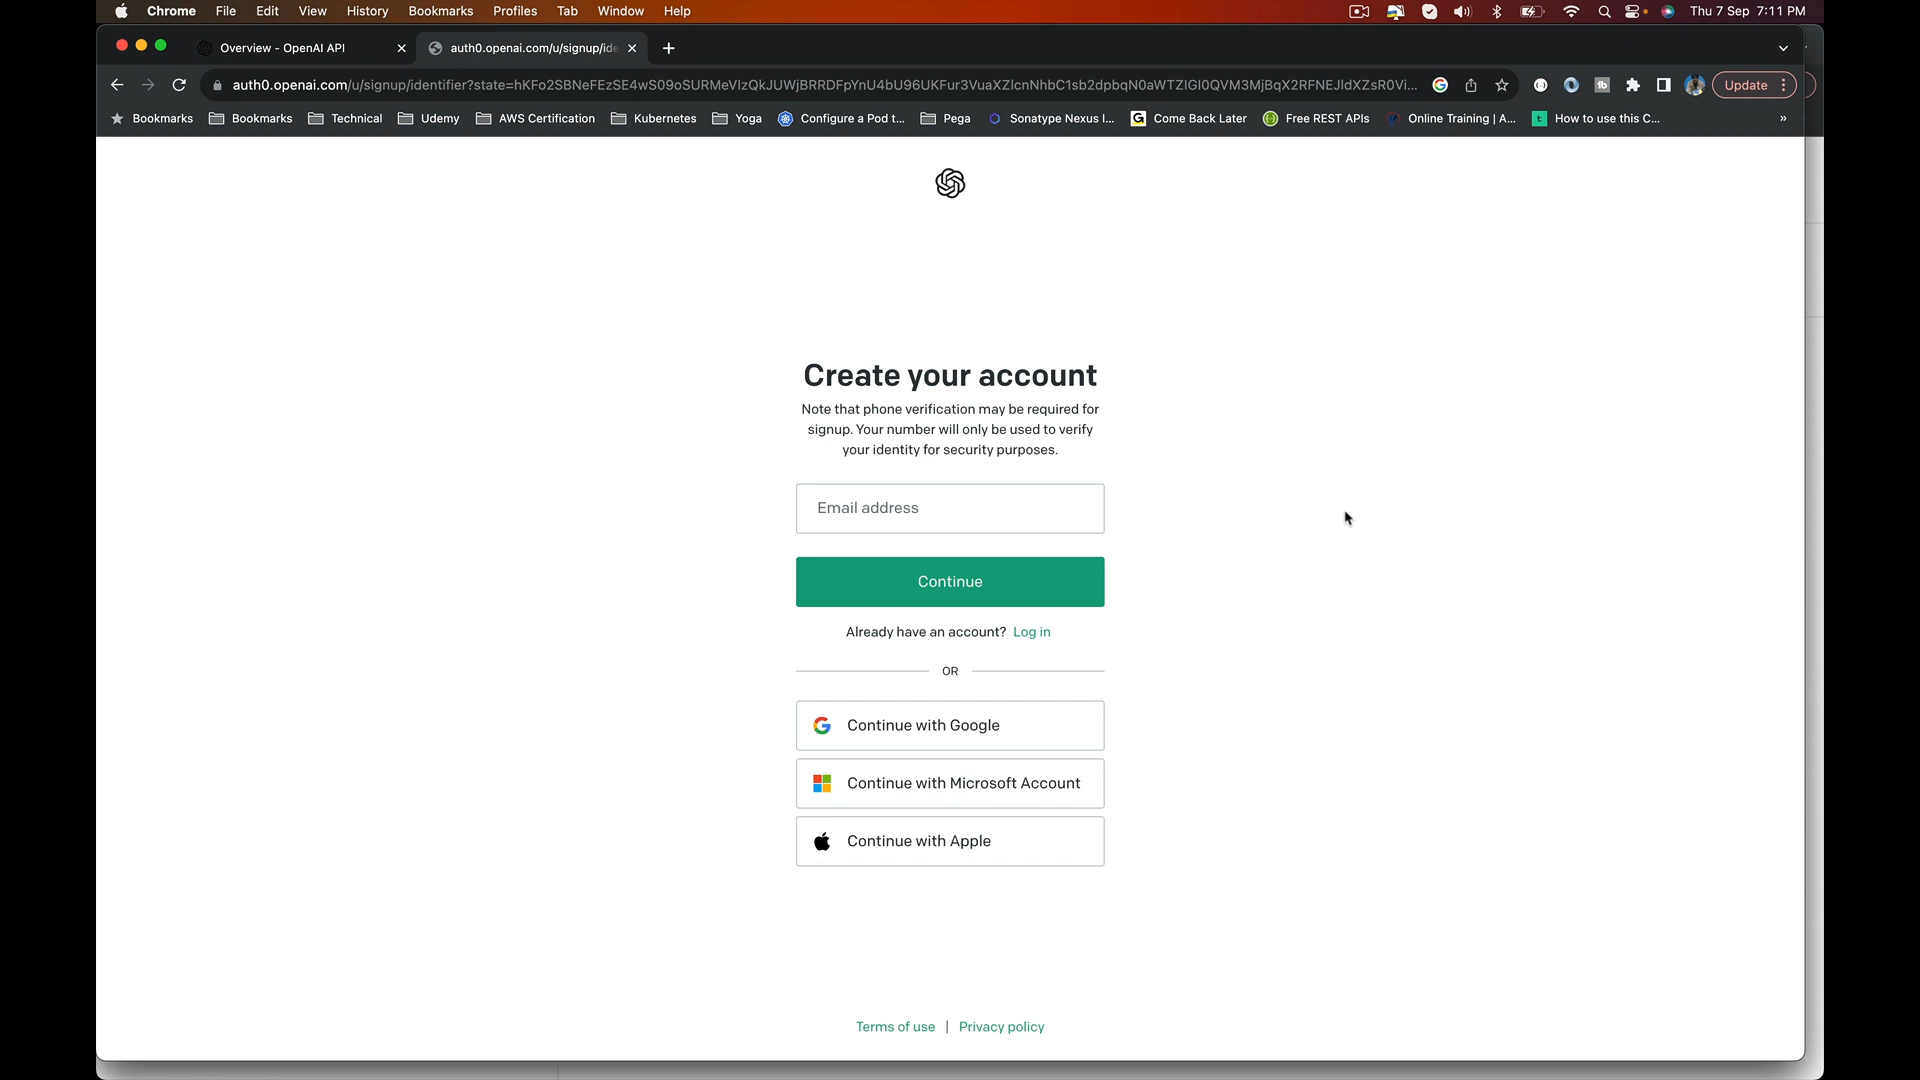 Chrome File Edit View History Bookmarks Profiles Tab Window Help Thu 7 Sep 7:11 PM
Overview - OpenAI API auth0.openai.com/u/signup/ide
auth0.openai.com/u/signup/identifier?state= Update
Bookmarks Bookmarks Technical Udemy AWS Certification Kubernetes Yoga Configure a Pod t... Pega Sonatype Nexus I... Come Back Later Free REST APIs Online Training | A... How to use this C... »
Create your account
Note that phone verification may be required for
signup. Your number will only be used to verify
your identity for security purposes.
Email address
Continue
Already have an account? Log in
OR
Continue with Google
Continue with Microsoft Account
Continue with Apple
Terms of use | Privacy policy